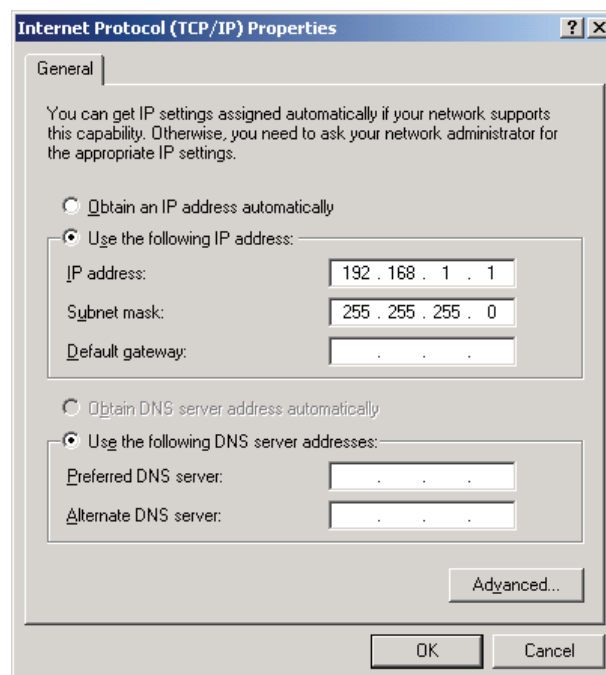 Internet Protocol (TCP/IP) Properties
General
You can get IP settings assigned automatically if your network supports
this capability. Otherwise, you need to ask your network administrator for
the appropriate IP settings.
Obtain an IP address automatically
Use the following IP address:
IP address: 192 . 168 . 1 . 1
Subnet mask: 255 . 255 . 255 . 0
Default gateway: . . .
Obtain DNS server address automatically
Use the following DNS server addresses:
Preferred DNS server: . . .
Alternate DNS server: . . .
Advanced...
OK Cancel